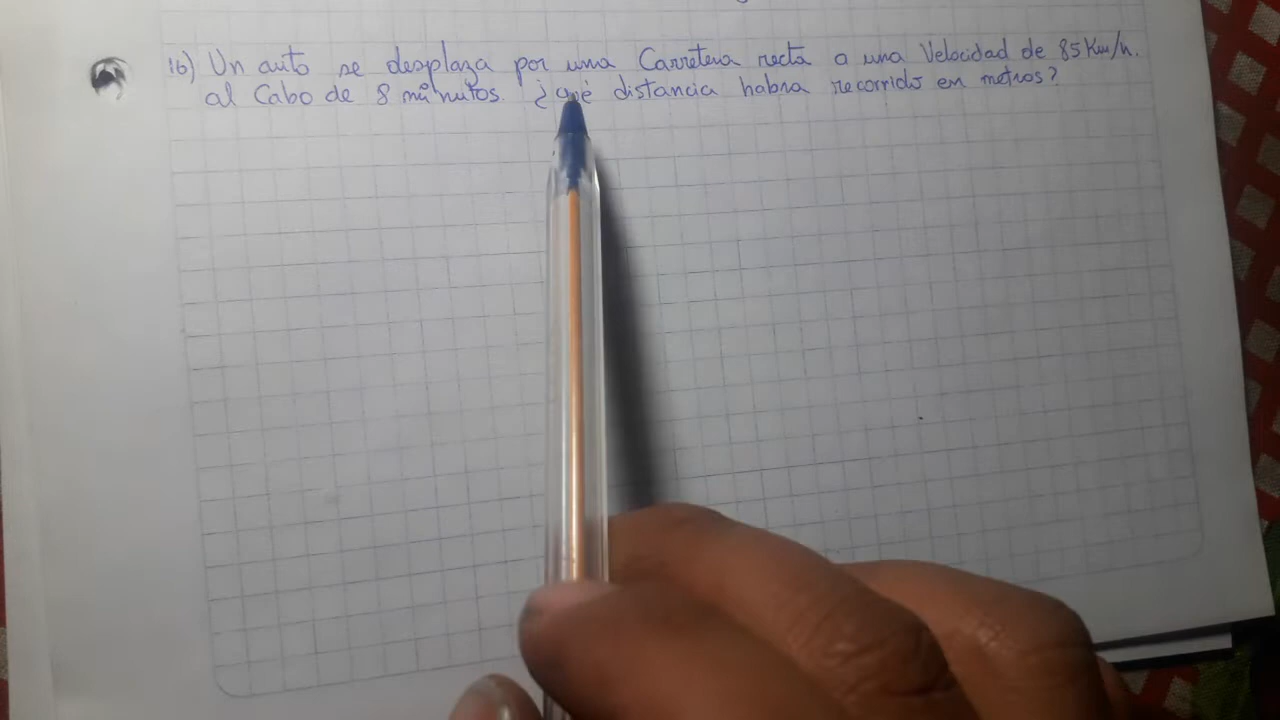 16) Un auto se desplaza por una Carretera recta a una Velocidad de 85 Km/h.
al Cabo de 8 minutos. ¿qué distancia habra recorrido en metros?